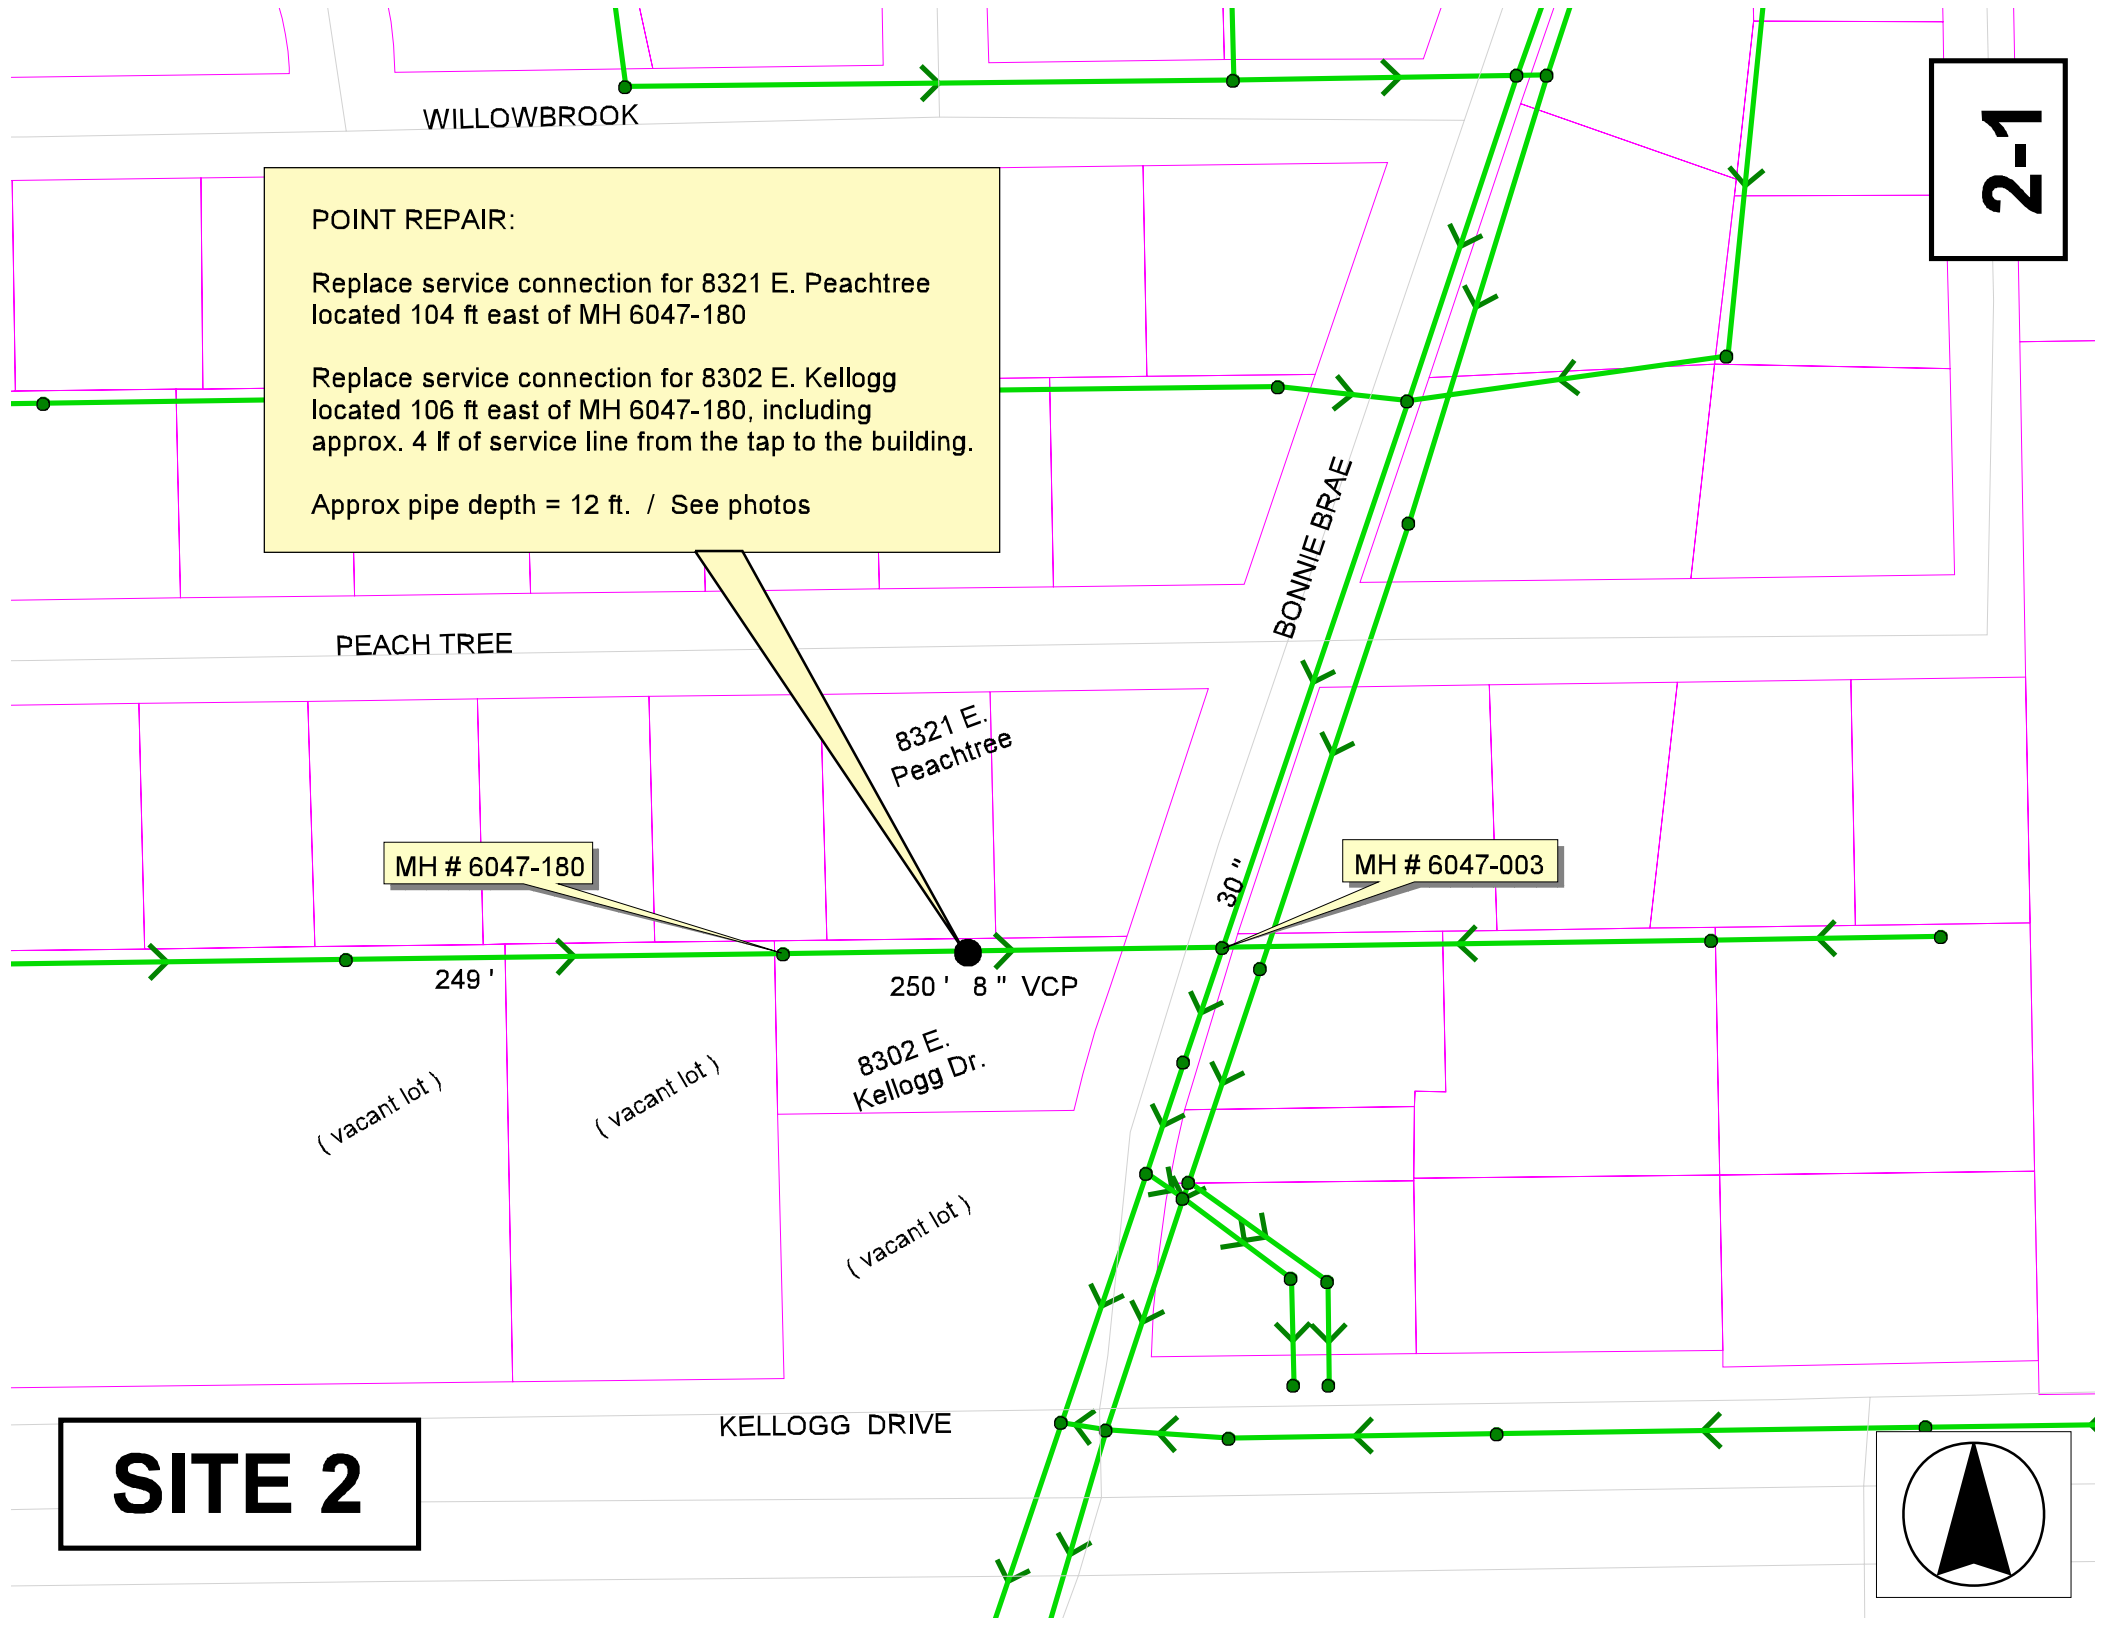 WILLOWBROOK
2-1
POINT REPAIR:
Replace service connection for 8321 E. Peachtree
located 104 ft east of MH 6047-180
Replace service connection for 8302 E. Kellogg
located 106 ft east of MH 6047-180, including
approx. 4 lf of service line from the tap to the building.
Approx pipe depth = 12 ft. / See photos
BONNIE BRAE
PEACH TREE
8321 E.
Peachtree
MH # 6047-180
30 "
MH # 6047-003
249 '
250 ' 8 " VCP
8302 E.
Kellogg Dr.
( vacant lot )
( vacant lot )
( vacant lot )
KELLOGG DRIVE
SITE 2